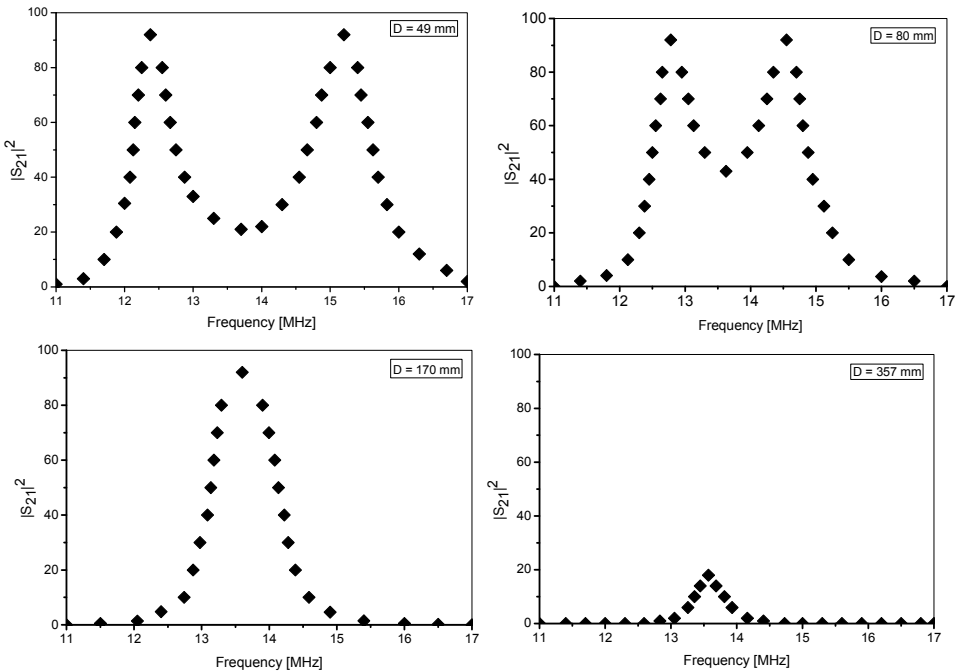 D = 49 mm
100
80
60
40
20
0
|S21|²
11 12 13 14 15 16 17
Frequency [MHz]
D = 80 mm
100
80
60
40
20
0
|S21|²
11 12 13 14 15 16 17
Frequency [MHz]
D = 170 mm
100
80
60
40
20
0
|S21|²
11 12 13 14 15 16 17
Frequency [MHz]
D = 357 mm
100
80
60
40
20
0
|S21|²
11 12 13 14 15 16 17
Frequency [MHz]